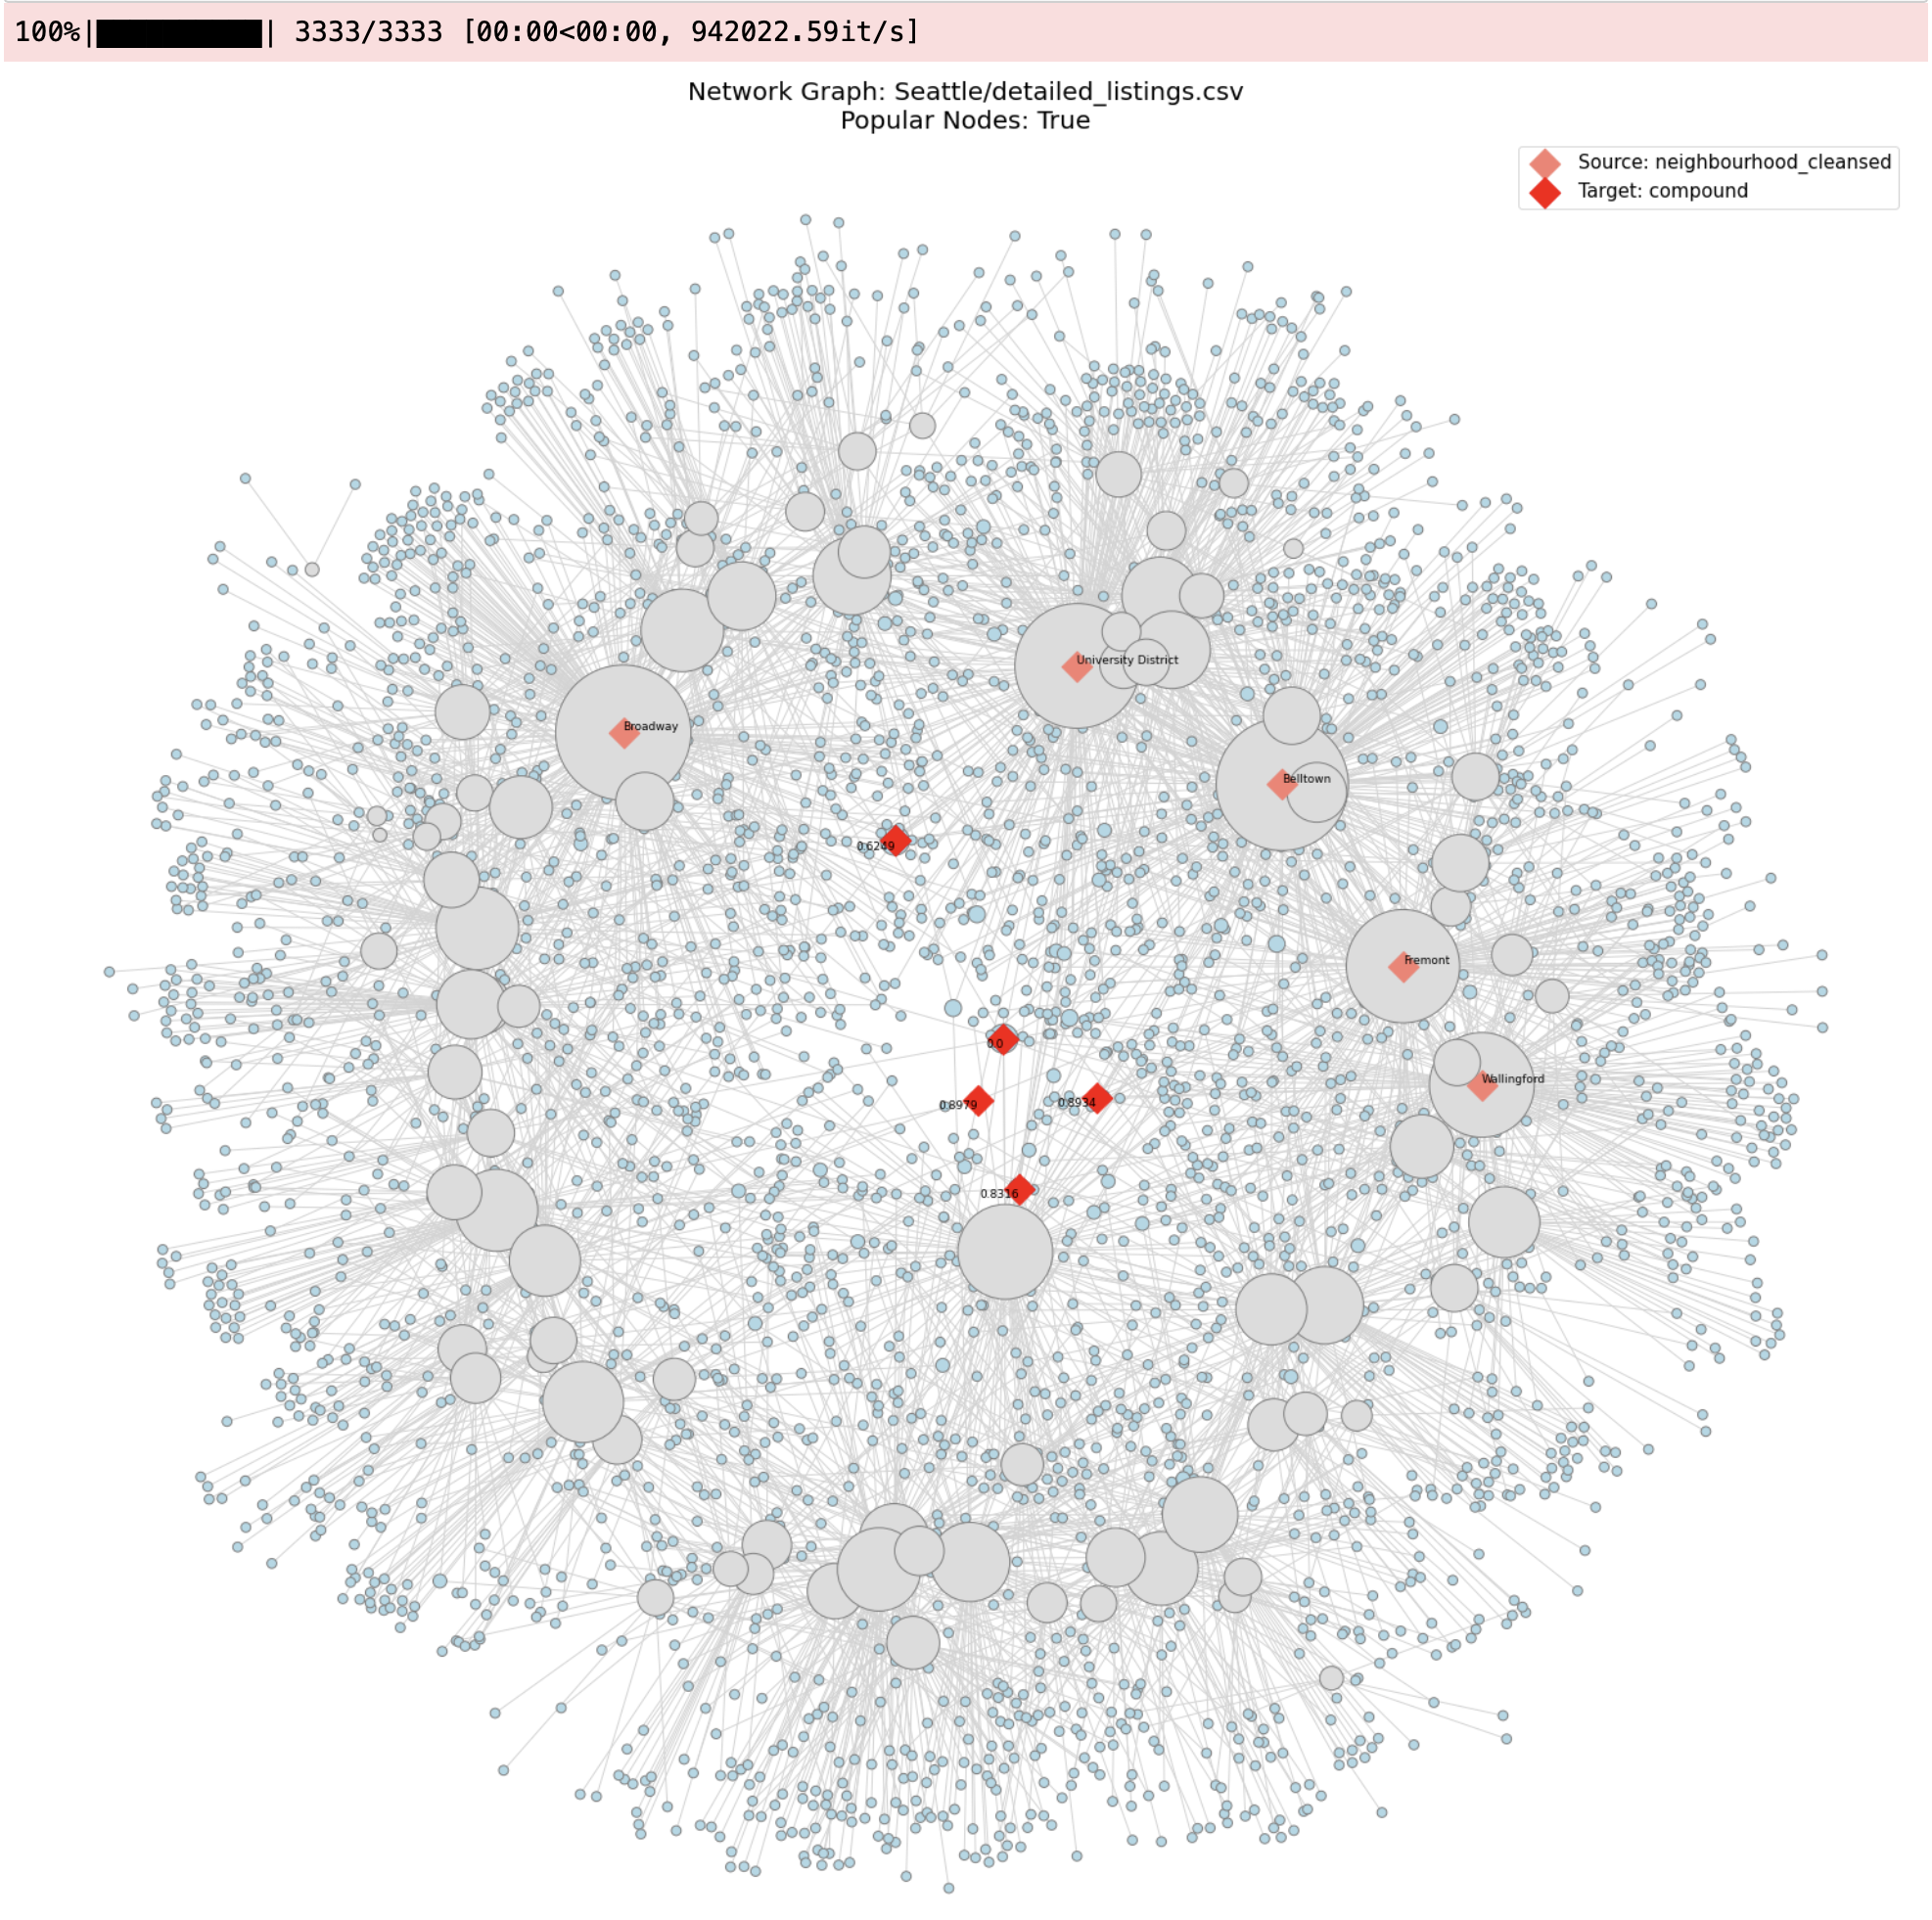 100%|██████████| 3333/3333 [00:00<00:00, 942022.59it/s]
Network Graph: Seattle/detailed_listings.csv
Popular Nodes: True
Source: neighbourhood_cleansed
Target: compound
University District
Broadway
Belltown
0.6249
Fremont
0.0
Wallingford
0.8979
0.8934
0.8316